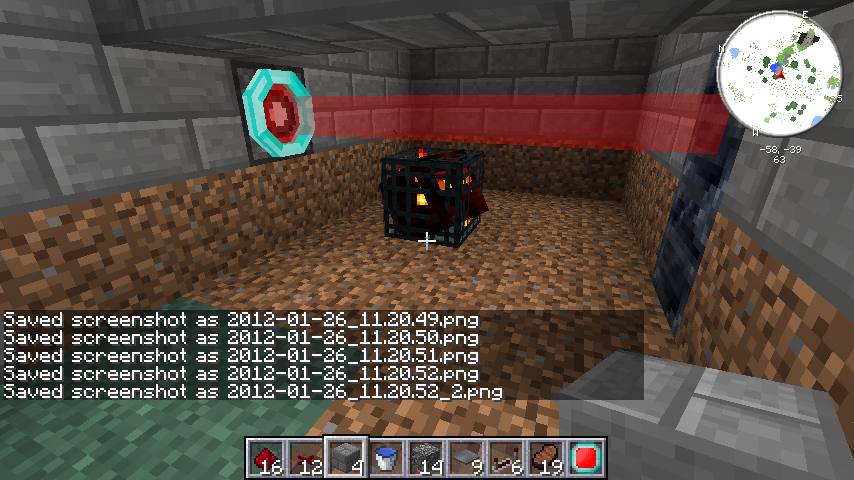 E
N
5
W
-58, -39
63
Saved screenshot as 2012-01-26_11.20.49.png
Saved screenshot as 2012-01-26_11.20.50.png
Saved screenshot as 2012-01-26_11.20.51.png
Saved screenshot as 2012-01-26_11.20.52.png
Saved screenshot as 2012-01-26_11.20.52_2.png
16 12 4 14 9 6 19